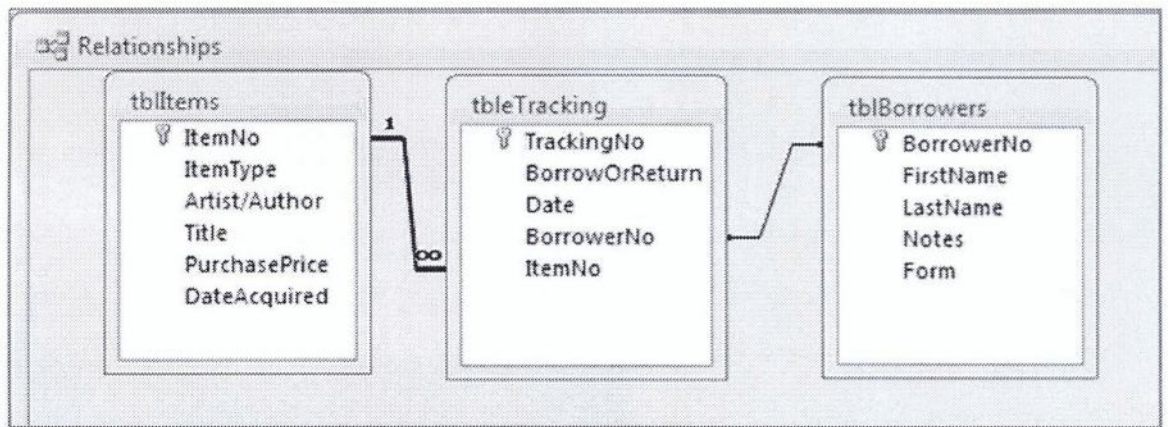 Relationships
tblItems
ItemNo
ItemType
Artist/Author
Title
PurchasePrice
DateAcquired
1
∞
tbleTracking
TrackingNo
BorrowOrReturn
Date
BorrowerNo
ItemNo
tblBorrowers
BorrowerNo
FirstName
LastName
Notes
Form